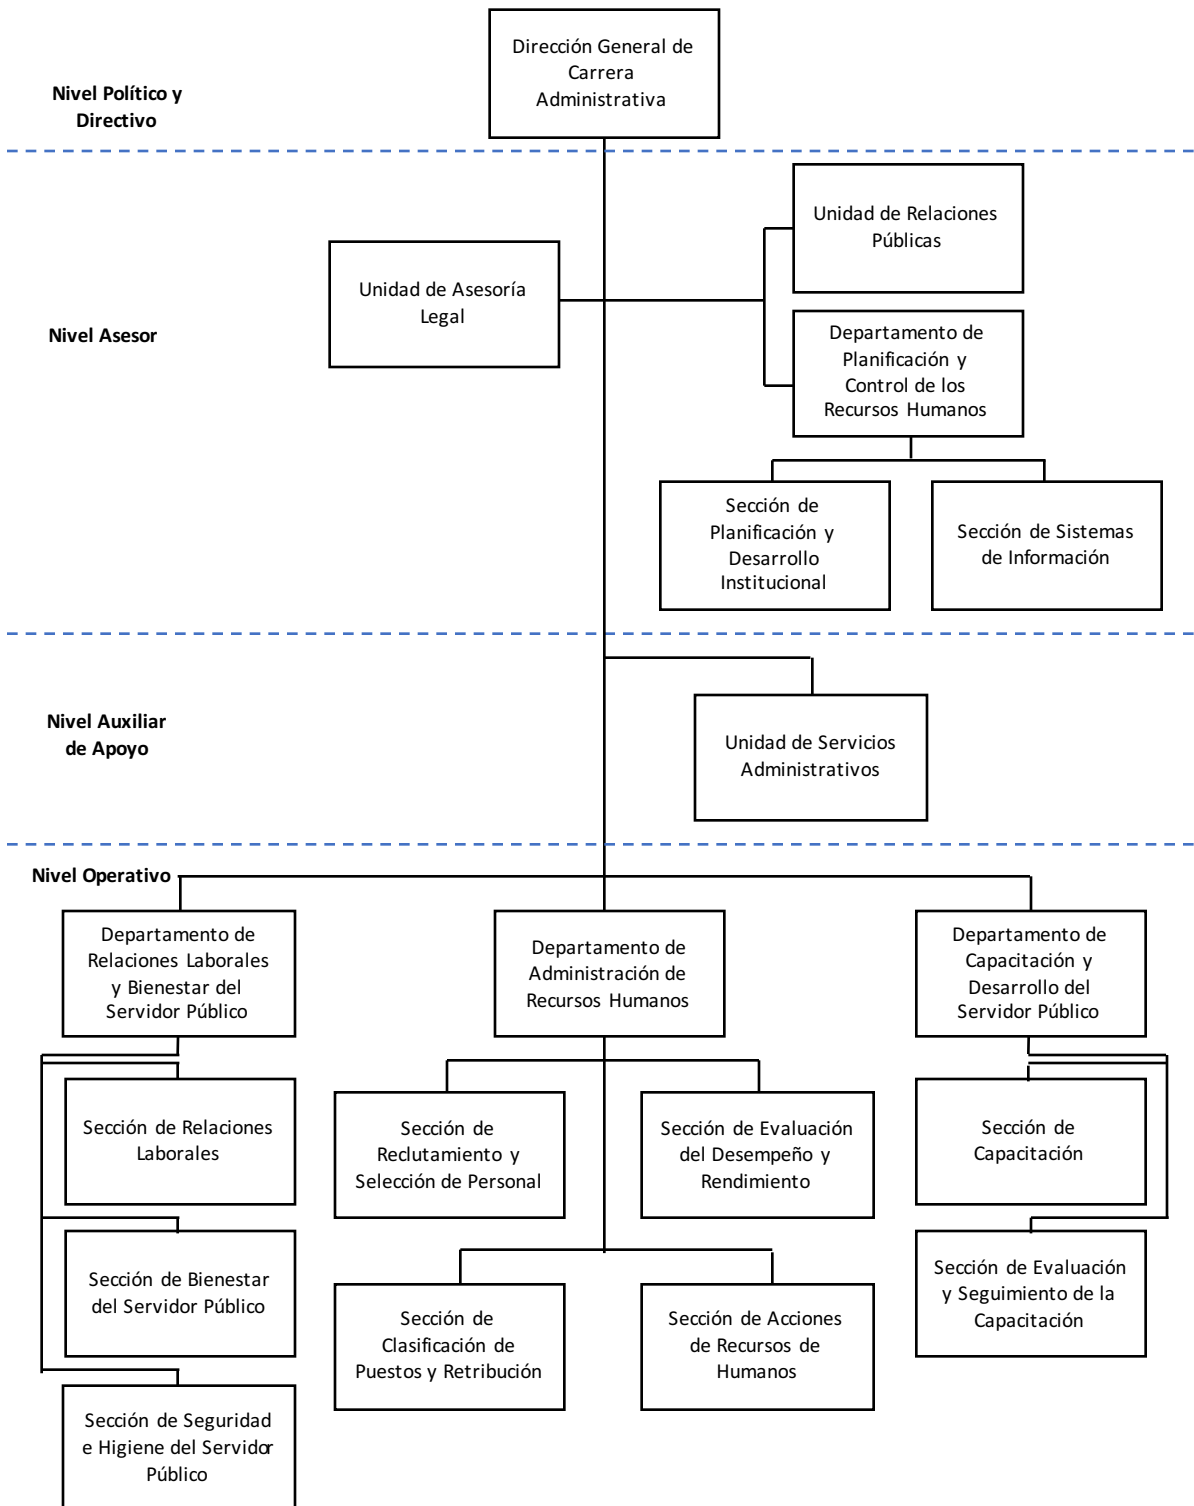 Dirección General de
Carrera
Administrativa
Nivel Político y
Directivo
Unidad de Relaciones
Públicas
Unidad de Asesoría
Legal
Nivel Asesor
Departamento de
Planificación y
Control de los
Recursos Humanos
Sección de
Planificación y
Desarrollo
Institucional
Sección de Sistemas
de Información
Nivel Auxiliar
de Apoyo
Unidad de Servicios
Administrativos
Nivel Operativo
Departamento de
Relaciones Laborales
y Bienestar del
Servidor Público
Departamento de
Administración de
Recursos Humanos
Departamento de
Capacitación y
Desarrollo del
Servidor Público
Sección de Relaciones
Laborales
Sección de
Reclutamiento y
Selección de Personal
Sección de Evaluación
del Desempeño y
Rendimiento
Sección de
Capacitación
Sección de Bienestar
del Servidor Público
Sección de
Clasificación de
Puestos y Retribución
Sección de Acciones
de Recursos de
Humanos
Sección de Evaluación
y Seguimiento de la
Capacitación
Sección de Seguridad
e Higiene del Servidor
Público